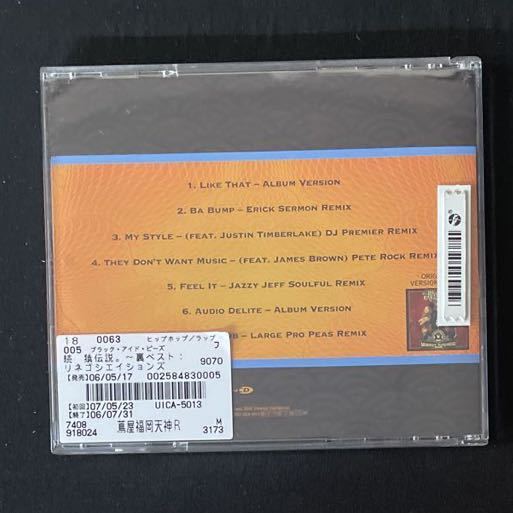 1. Like That – Album Version
2. Ba Bump – Erick Sermon Remix
3. My Style – (feat. Justin Timberlake) DJ Premier Remix
4. They Don't Want Music – (feat. James Brown) Pete Rock Remix
5. Feel It – Jazzy Jeff Soulful Remix
6. Audio Delite – Album Version
– Large Pro Peas Remix
18 0063 ヒップホップ/ラップ
005 ブラック・アイド・ピーズ フ
続 猿伝説。~裏ベスト: 9070
リネゴシエイションズ
【発売】06/05/17 002584830005
【初回】07/05/23 UICA-5013
【終了】06/07/31
7408 M
918024 蔦屋福岡天神R 3173